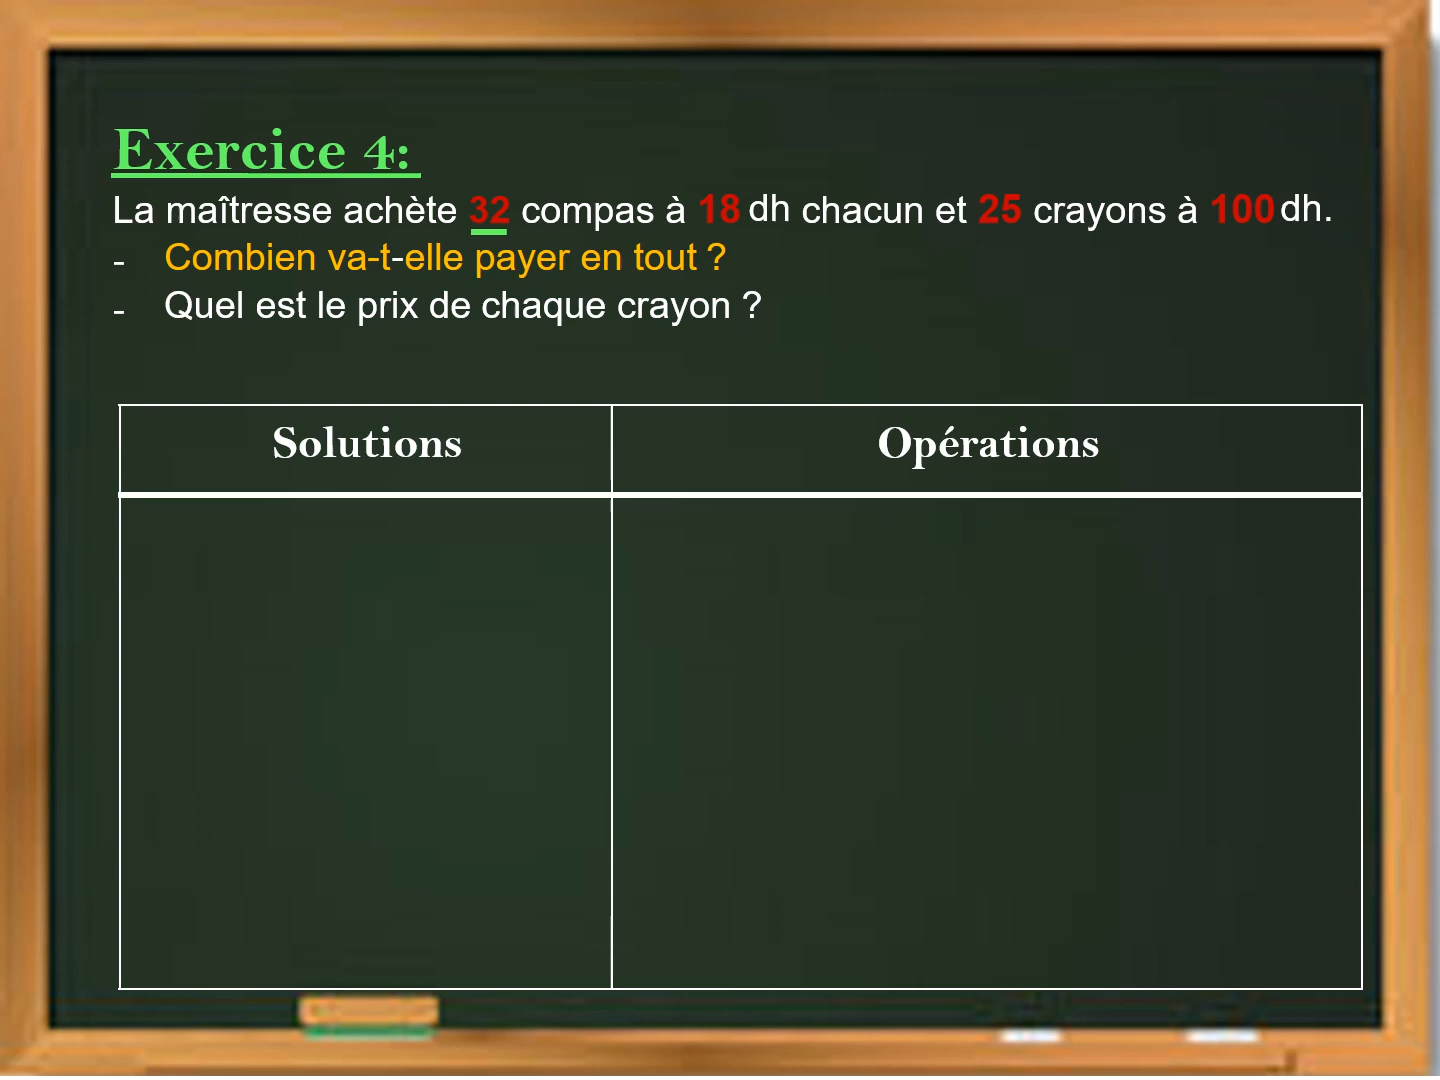 Exercice 4:
La maîtresse achète 32 compas à 18 dh chacun et 25 crayons à 100 dh.
- Combien va-t-elle payer en tout ?
- Quel est le prix de chaque crayon ?
Solutions Opérations